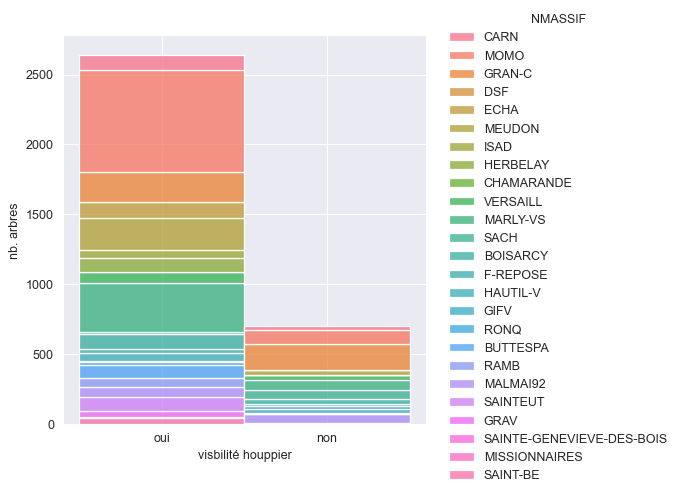 NMASSIF
CARN
MOMO
GRAN-C
DSF
ECHA
MEUDON
ISAD
HERBELAY
CHAMARANDE
VERSAILL
MARLY-VS
SACH
BOISARCY
F-REPOSE
HAUTIL-V
GIFV
RONQ
BUTTESPA
RAMB
MALMAI92
SAINTEUT
GRAV
SAINTE-GENEVIEVE-DES-BOIS
MISSIONNAIRES
SAINT-BE
nb. arbres
2500
2000
1500
1000
500
0
oui non
visbilité houppier